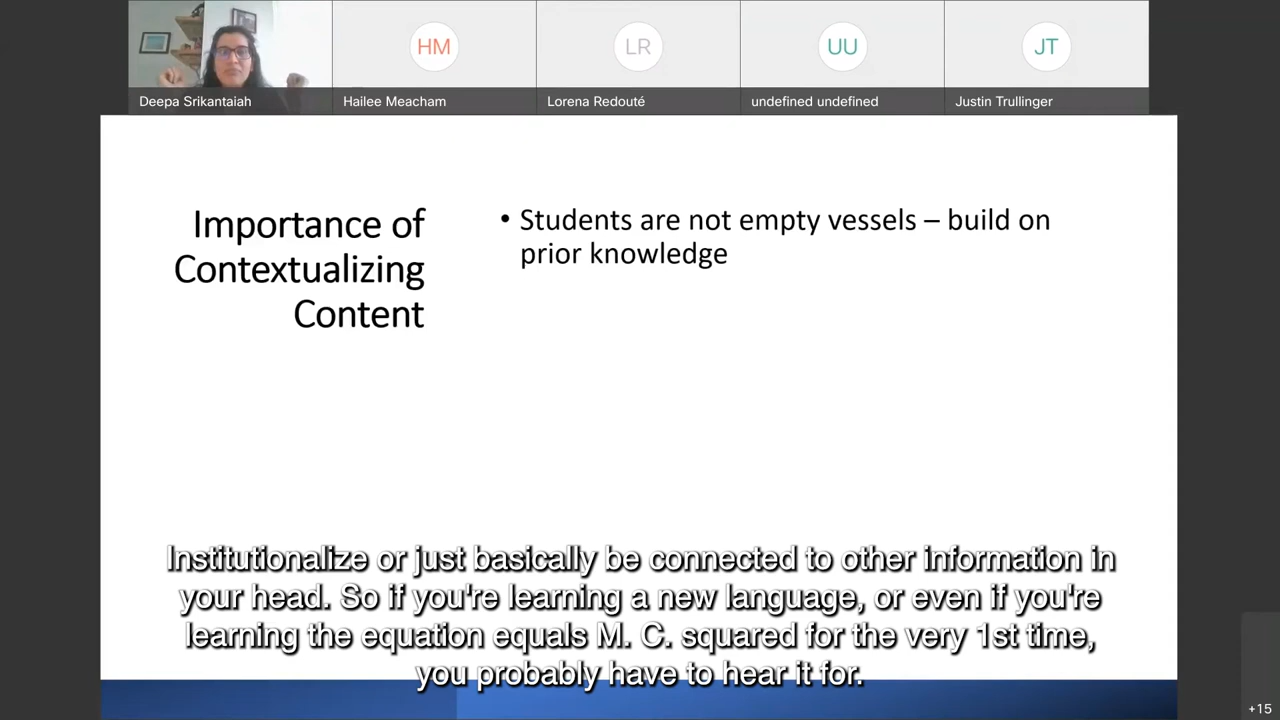 HM
LR
UU
JT
Deepa Srikantaiah
Hailee Meacham
Lorena Redouté
undefined undefined
Justin Trullinger
Importance of
Contextualizing
Content
• Students are not empty vessels – build on
prior knowledge
Institutionalize or just basically be connected to other information in
your head. So if you're learning a new language, or even if you're
learning the equation equals M. C. squared for the very 1st time,
you probably have to hear it for.
+15